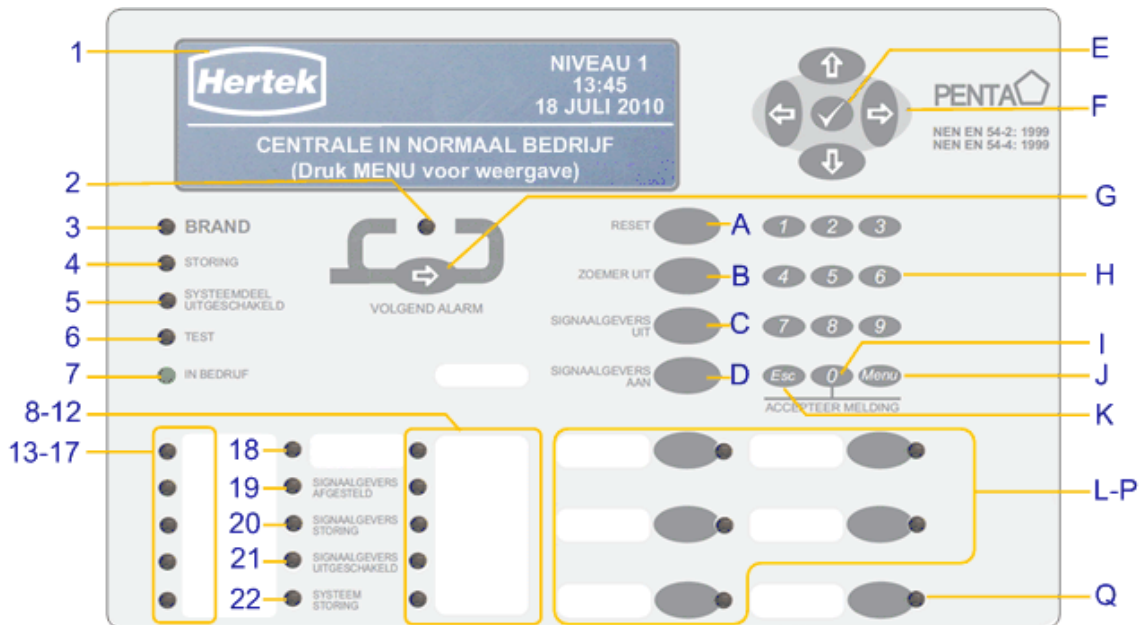 1
Hertek
NIVEAU 1
13:45
18 JULI 2010
CENTRALE IN NORMAAL BEDRIJF
(Druk MENU voor weergave)
E
F
PENTA
NEN EN 54-2: 1999
NEN EN 54-4: 1999
2
G
3
BRAND
RESET
A
1
2
3
4
STORING
ZOEMER UIT
B
4
5
6
H
5
SYSTEEMDEEL
UITGESCHAKELD
VOLGEND ALARM
SIGNAALGEVERS
UIT
C
7
8
9
6
TEST
I
7
IN BEDRIJF
SIGNAALGEVERS
AAN
D
Esc
0
Menu
J
ACCEPTEER MELDING
K
8-12
13-17
18
19
SIGNAALGEVERS
AFGESTELD
L-P
20
SIGNAALGEVERS
STORING
21
SIGNAALGEVERS
UITGESCHAKELD
22
SYSTEEM
STORING
Q